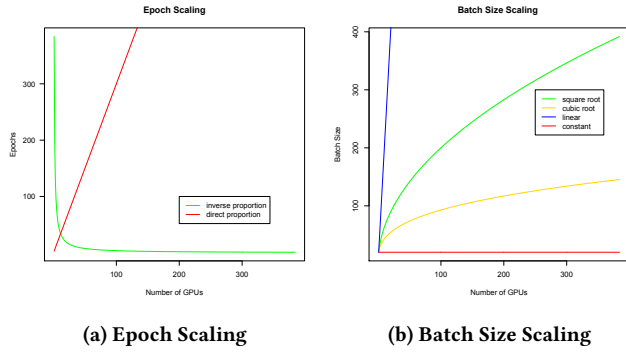 Epoch Scaling
Epochs
300
200
100
inverse proportion
direct proportion
100
200
300
Number of GPUs
(a) Epoch Scaling
Batch Size Scaling
Batch Size
400
300
200
100
square root
cubic root
linear
constant
0
100
200
300
Number of GPUs
(b) Batch Size Scaling